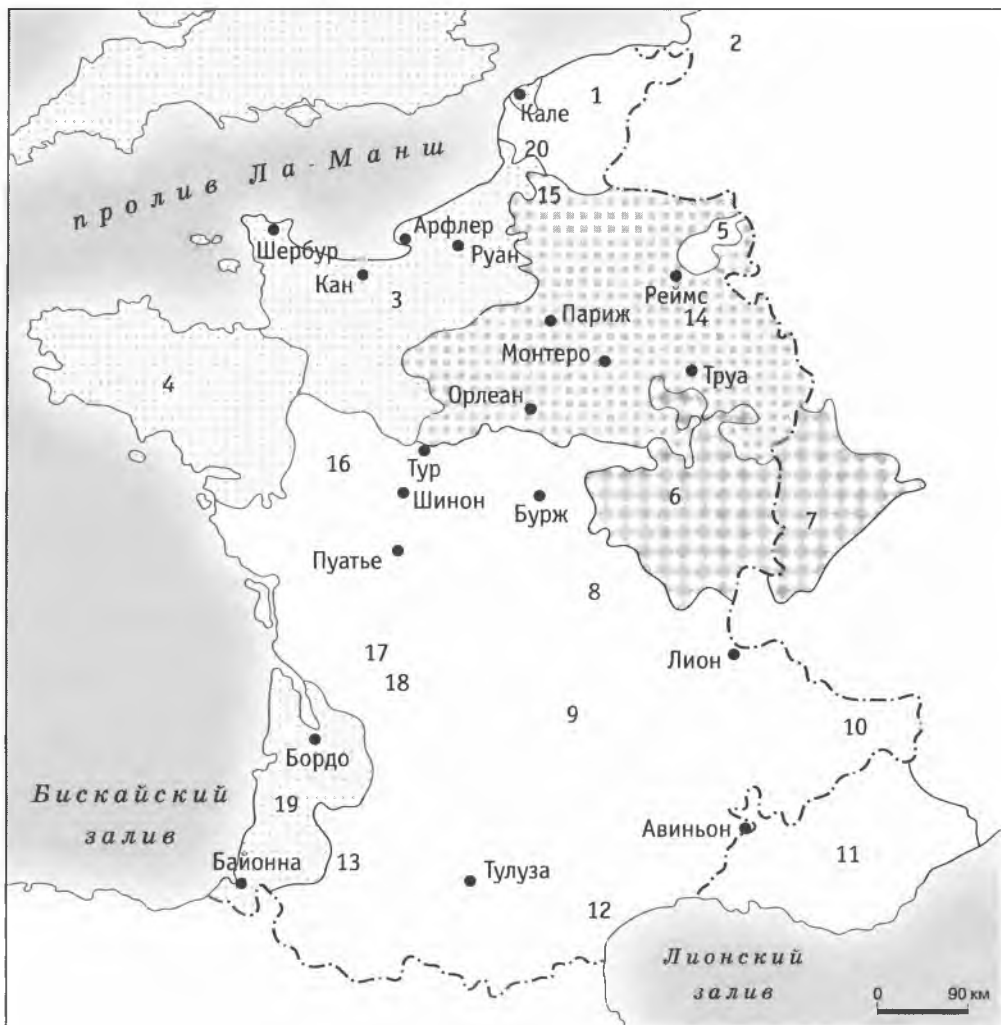 2
1
Кале
20
пролив Ла-Манш
15
5
Арфлер
Шербур
Руан
Кан
3
Реймс
14
Париж
Монтеро
Труа
4
Орлеан
16
Тур
6
Шинон
Бурж
7
Пуатье
8
17
Лион
18
9
10
Бордо
Бискайский
залив
19
Авиньон
13
11
Байонна
Тулуза
12
Лионский
залив
0 90 км